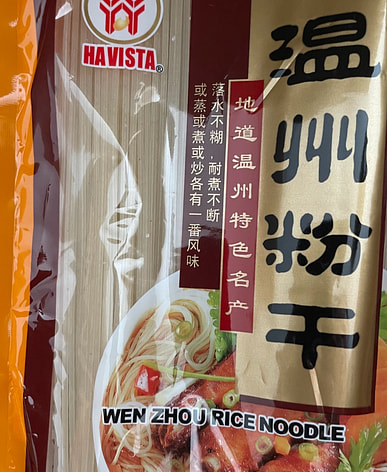 HAVISTA®
温州粉干
地道温州特色名产
落水不糊，耐煮不断
或蒸或煮或炒各有一番风味
WEN ZHOU RICE NOODLE